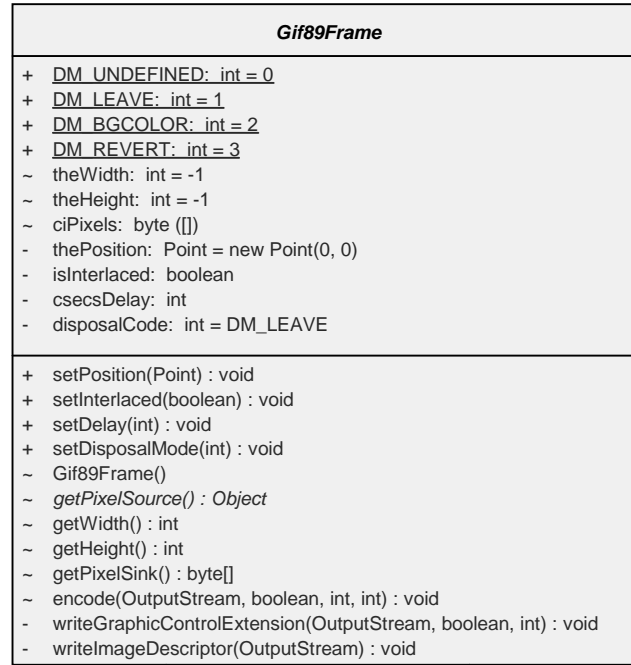 Gif89Frame
+ DM_UNDEFINED: int = 0
+ DM_LEAVE: int = 1
+ DM_BGCOLOR: int = 2
+ DM_REVERT: int = 3
~ theWidth: int = -1
~ theHeight: int = -1
~ ciPixels: byte ([])
- thePosition: Point = new Point(0, 0)
- isInterlaced: boolean
- csecsDelay: int
- disposalCode: int = DM_LEAVE
+ setPosition(Point) : void
+ setInterlaced(boolean) : void
+ setDelay(int) : void
+ setDisposalMode(int) : void
~ Gif89Frame()
~ getPixelSource() : Object
~ getWidth() : int
~ getHeight() : int
~ getPixelSink() : byte[]
~ encode(OutputStream, boolean, int, int) : void
- writeGraphicControlExtension(OutputStream, boolean, int) : void
- writeImageDescriptor(OutputStream) : void